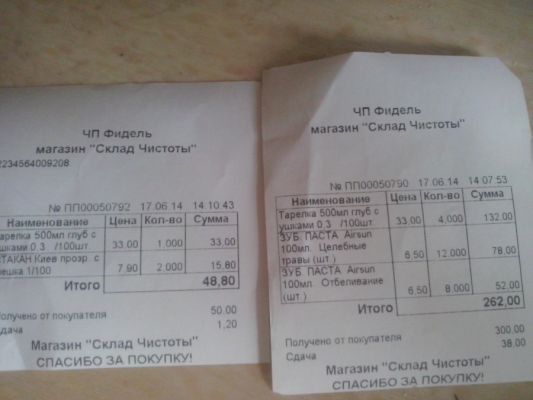 ЧП Фидель
магазин "Склад Чистоты"
2234564009208
№ ПП00050792 17.06.14 14:10:43
Наименование Цена Кол-во Сумма
Тарелка 500мл глуб с
ушками 0,3 /100шт. 33,00 1,000 33,00
СТАКАН Киев прозр. с
решка 1/100 7,90 2,000 15,80
Итого 48,80
Получено от покупателя 50,00
Сдача 1,20
Магазин "Склад Чистоты"
СПАСИБО ЗА ПОКУПКУ!
ЧП Фидель
магазин "Склад Чистоты"
№ ПП00050790 17.06.14 14:07:53
Наименование Цена Кол-во Сумма
Тарелка 500мл глуб с
ушками 0,3 /100шт. 33,00 4,000 132,00
ЗУБ. ПАСТА Airsun
100мл. Целебные
травы (шт.) 6,50 12,000 78,00
ЗУБ. ПАСТА Airsun
100мл. Отбеливание
(шт.) 6,50 8,000 52,00
Итого 262,00
Получено от покупателя 300,00
Сдача 38,00
Магазин "Склад Чистоты"
СПАСИБО ЗА ПОКУПКУ!